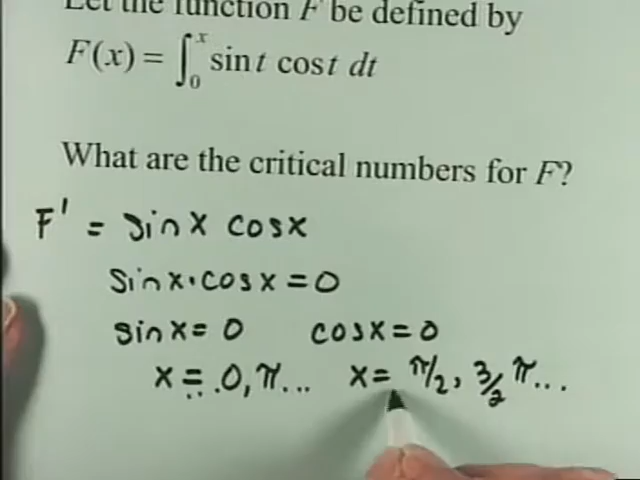 Let the function F be defined by
F(x) = ∫₀ˣ sin t cos t dt
What are the critical numbers for F?
F' = sin x cos x
sin x · cos x = 0
sin x = 0 cos x = 0
x = ...0, π... x = π/2, 3/2 π...